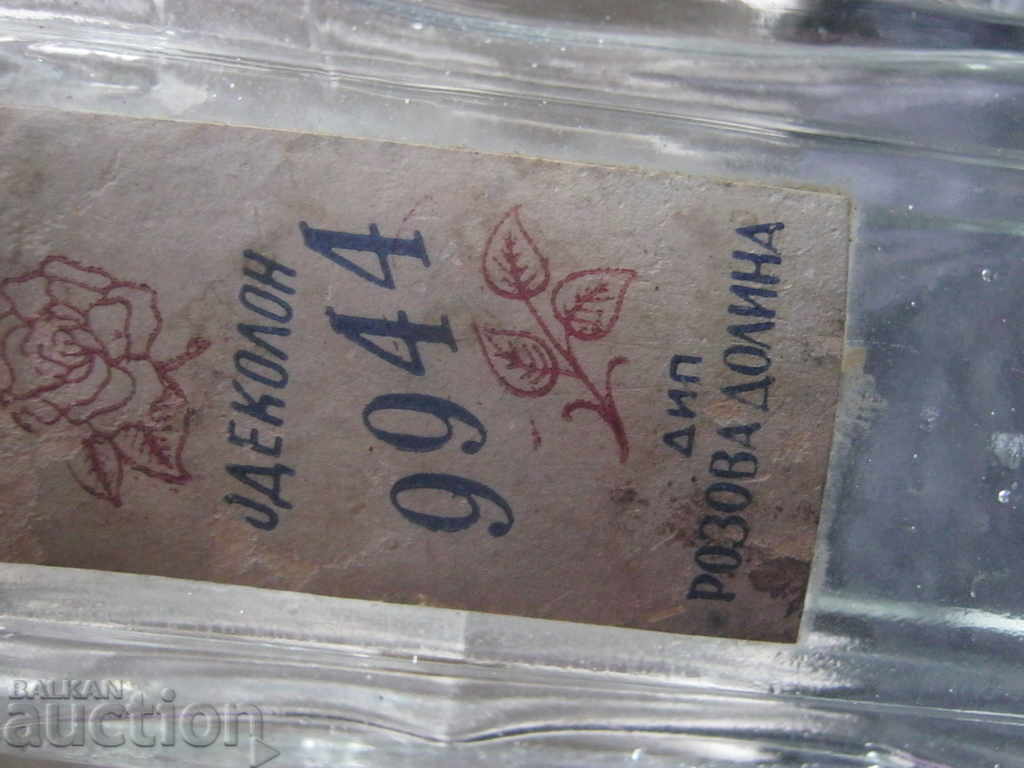 ОДЕКОЛОН
9944
ДИП
РОЗОВА ДОЛИНА
BALKAN
auction